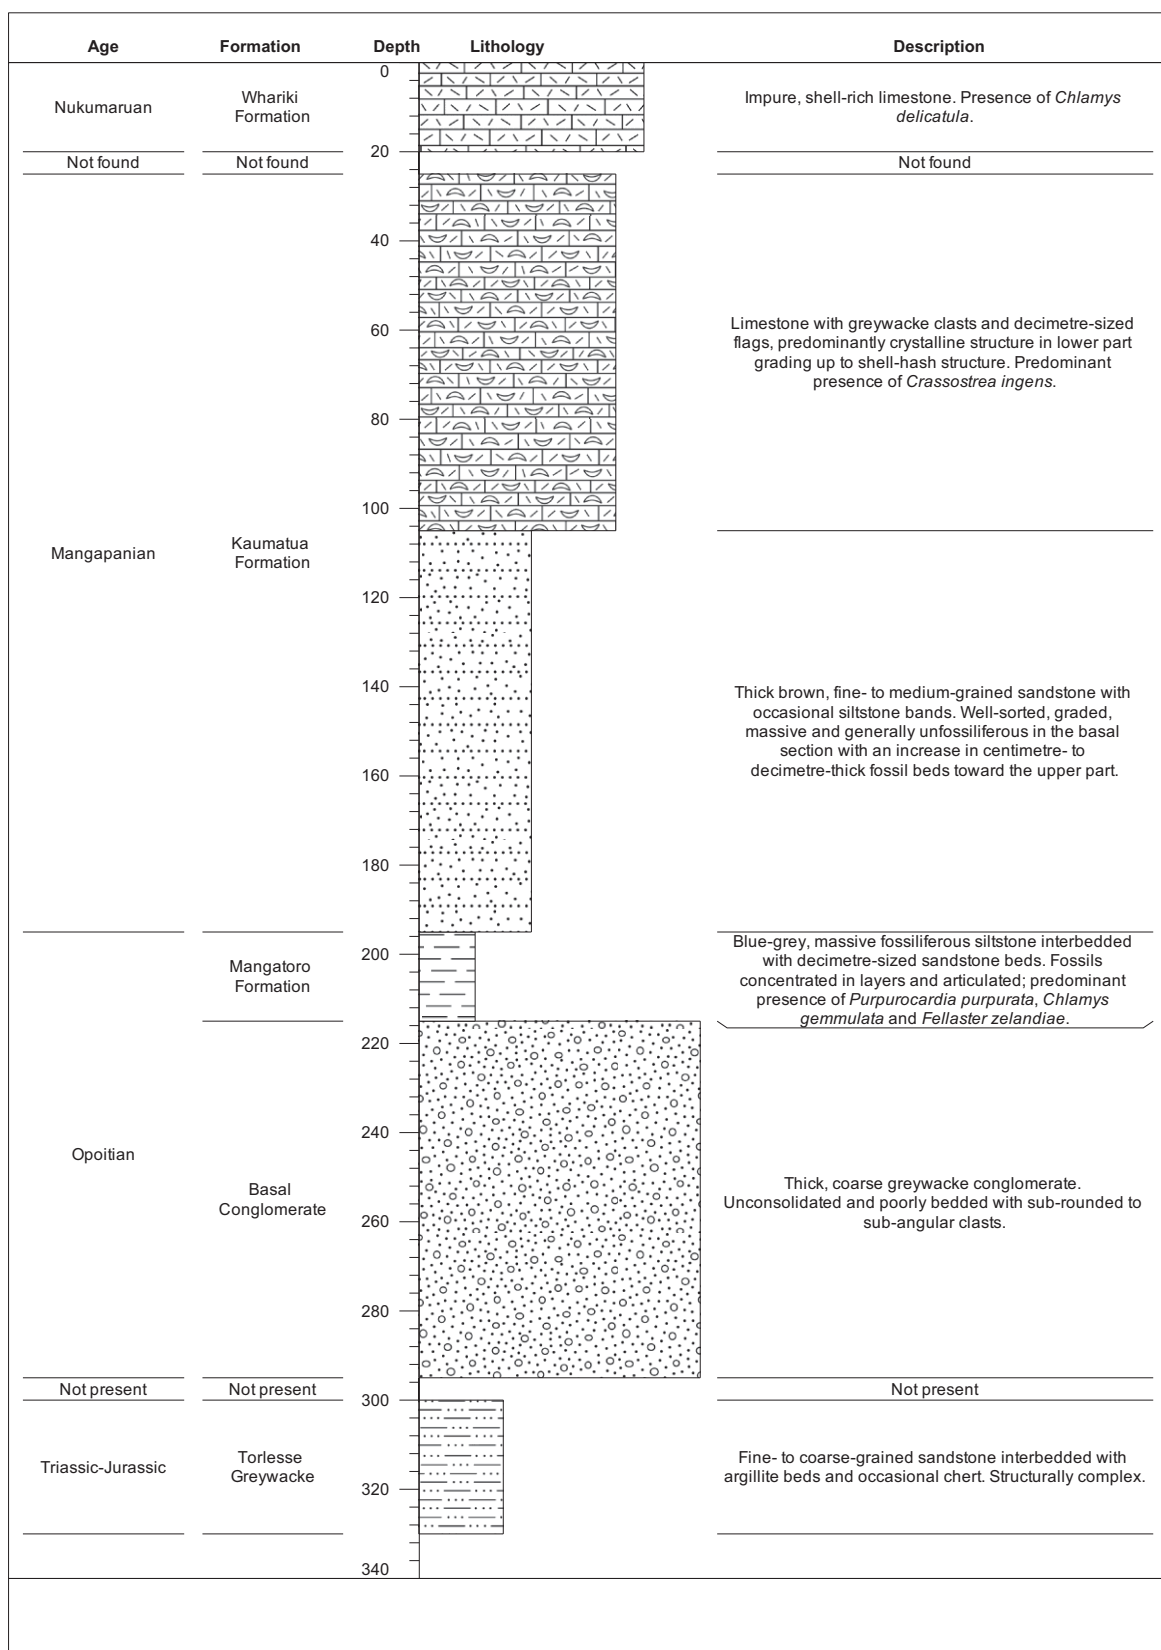 Age Formation Depth Lithology Description
0
Nukumaruan
Whariki
Formation
Impure, shell-rich limestone. Presence of Chlamys
delicatula.
20
Not found Not found Not found
40
60
80
100
Mangapanian
Kaumatua
Formation
Limestone with greywacke clasts and decimetre-sized
flags, predominantly crystalline structure in lower part
grading up to shell-hash structure. Predominant
presence of Crassostrea ingens.
120
140
160
180
Thick brown, fine- to medium-grained sandstone with
occasional siltstone bands. Well-sorted, graded,
massive and generally unfossiliferous in the basal
section with an increase in centimetre- to
decimetre-thick fossil beds toward the upper part.
200
Mangatoro
Formation
Blue-grey, massive fossiliferous siltstone interbedded
with decimetre-sized sandstone beds. Fossils
concentrated in layers and articulated; predominant
presence of Purpurocardia purpurata, Chlamys
gemmulata and Fellaster zelandiae.
220
240
260
280
Opoitian
Basal
Conglomerate
Thick, coarse greywacke conglomerate.
Unconsolidated and poorly bedded with sub-rounded to
sub-angular clasts.
Not present Not present Not present
300
Triassic-Jurassic
Torlesse
Greywacke
Fine- to coarse-grained sandstone interbedded with
argillite beds and occasional chert. Structurally complex.
320
340